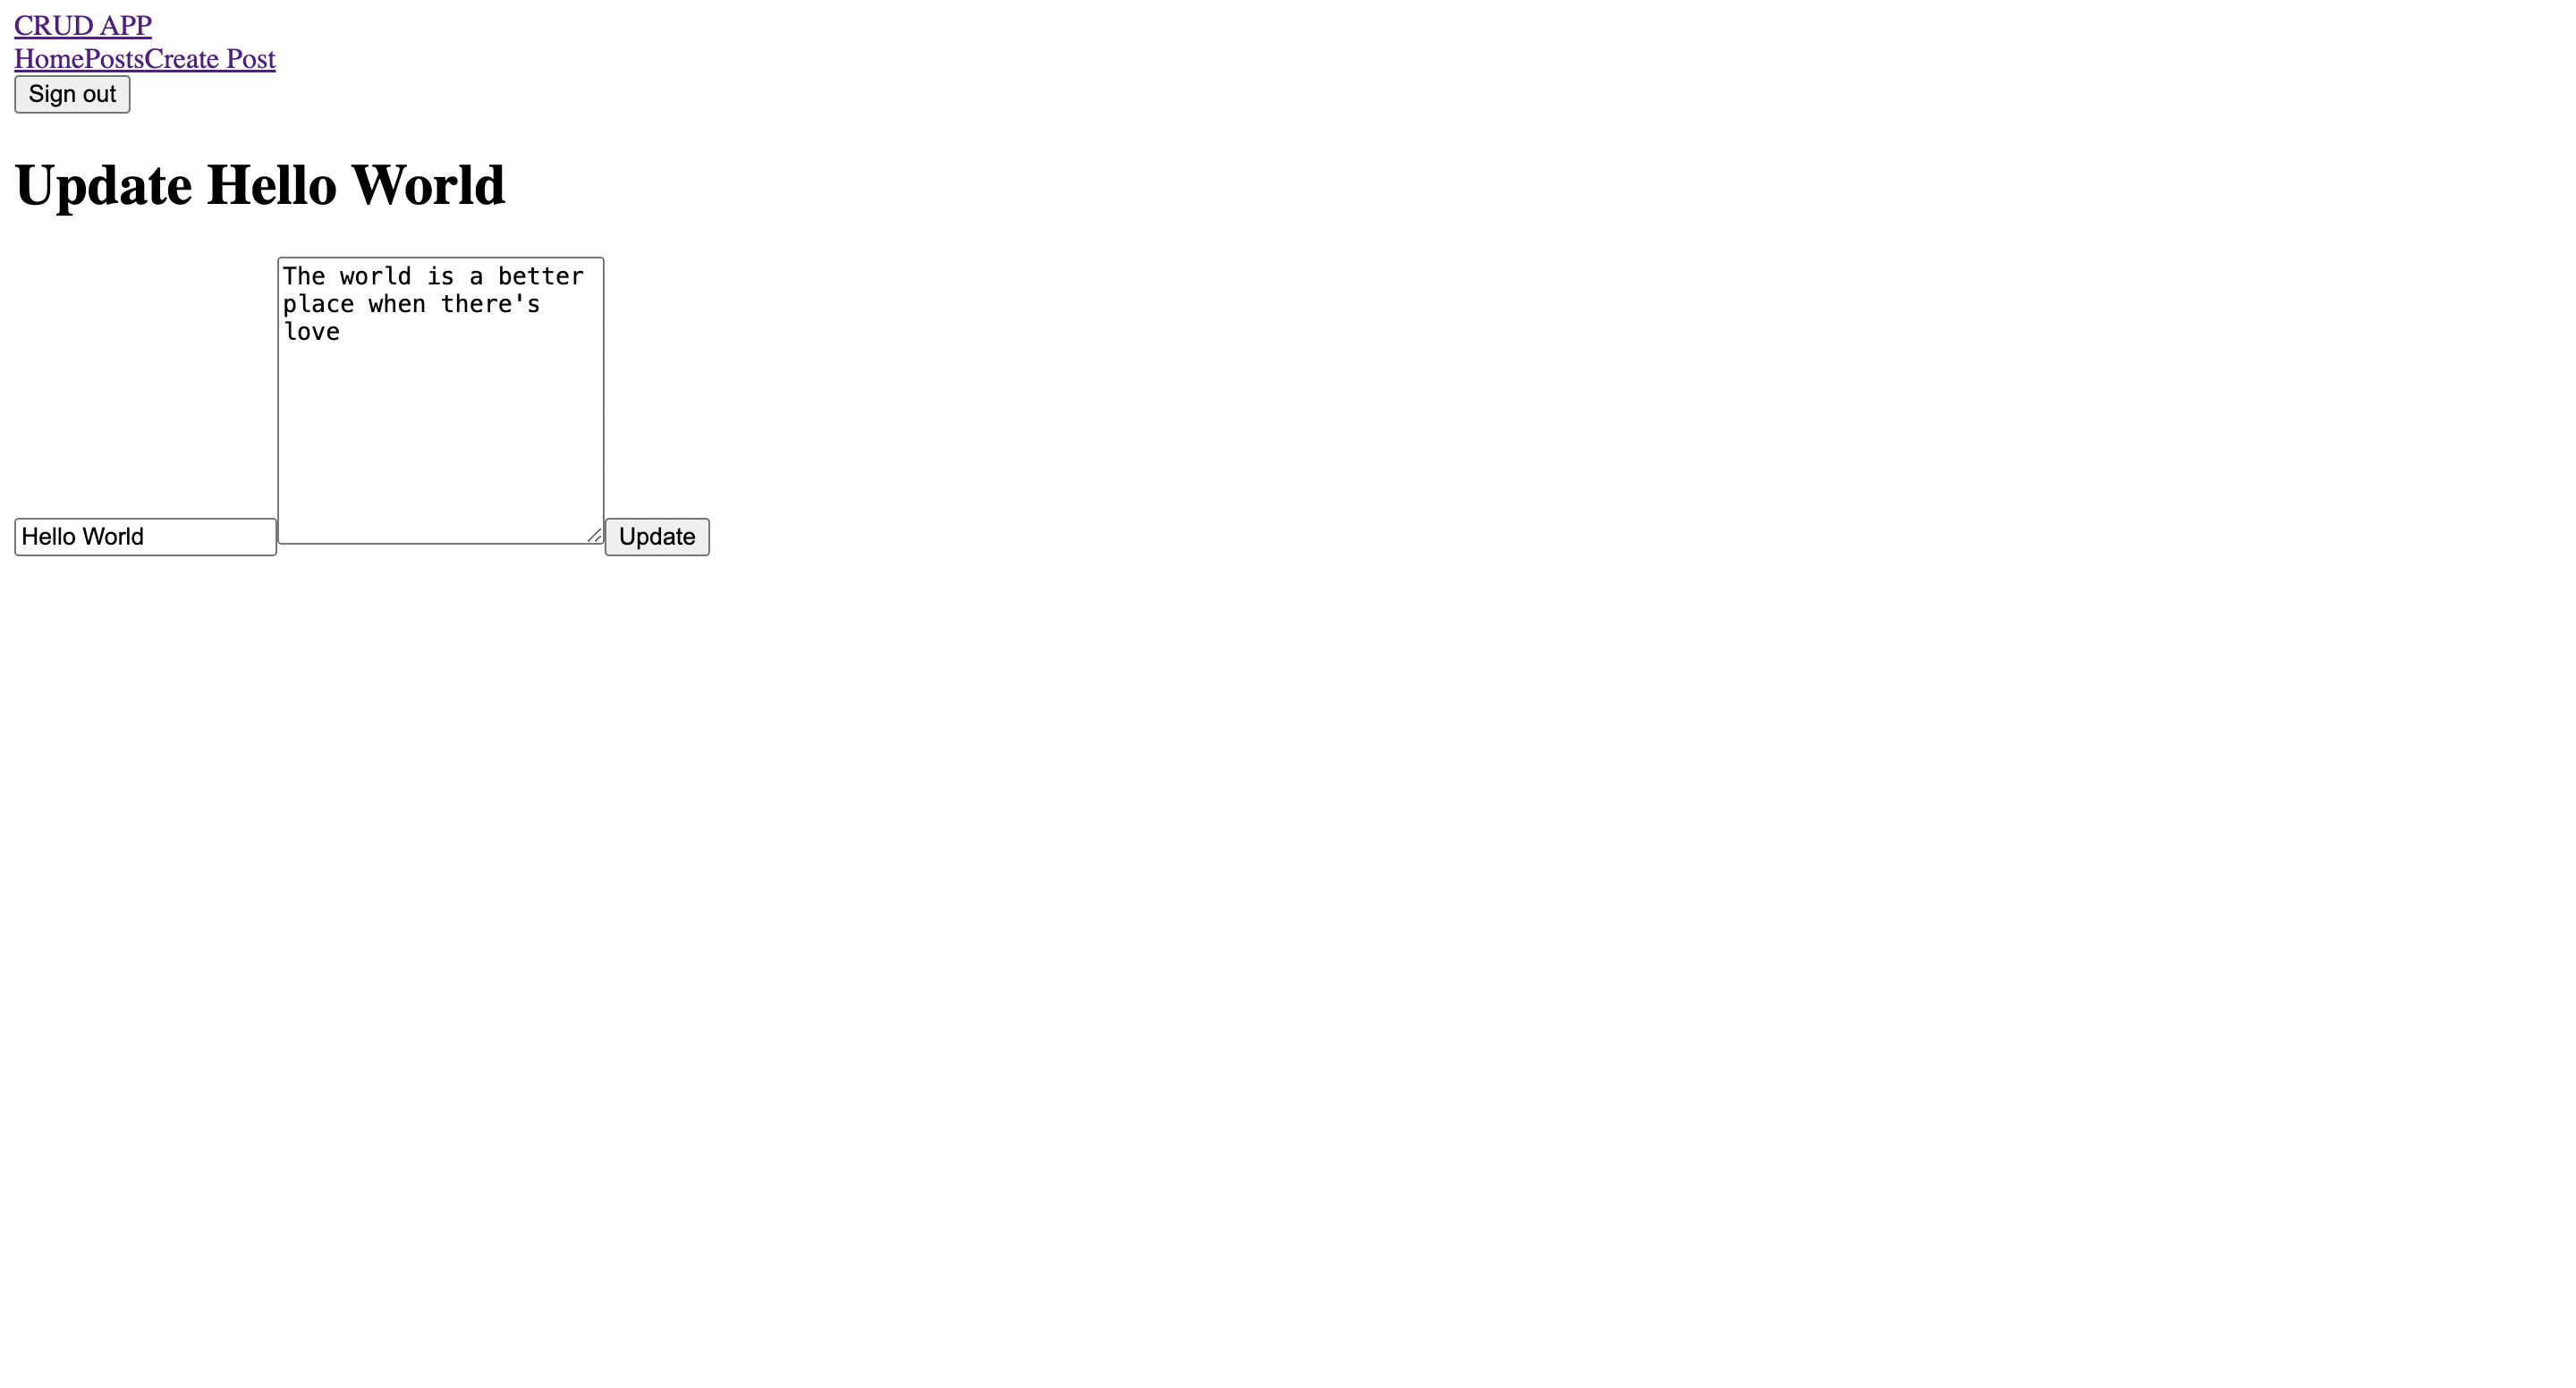 CRUD APP
HomePostsCreate Post
Sign out
Update Hello World
The world is a better
place when there's
love
Hello World
Update